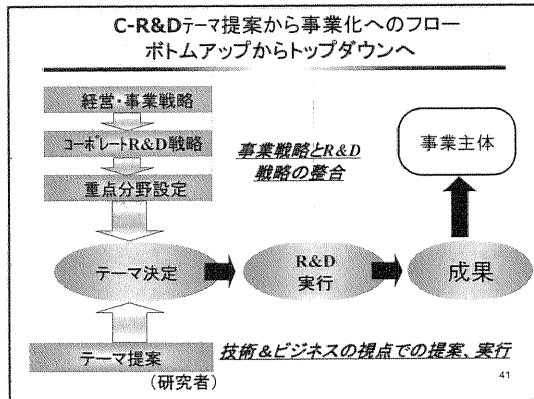 C-R&Dテーマ提案から事業化へのフロー
ボトムアップからトップダウンへ
経営・事業戦略
コーポレートR&D戦略
重点分野設定
事業戦略とR&D
戦略の整合
事業主体
テーマ決定
R&D
実行
成果
テーマ提案
(研究者)
技術&ビジネスの視点での提案、実行
41